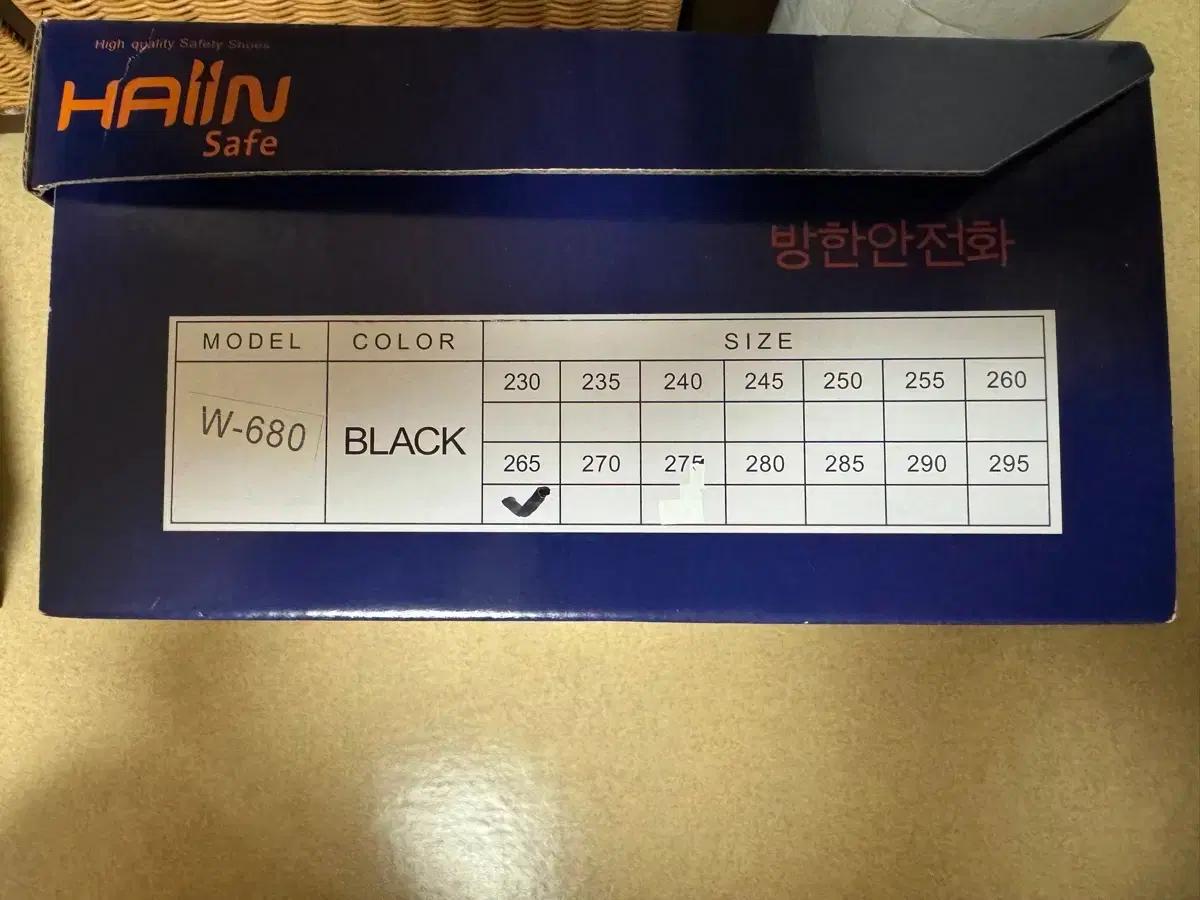 High quality Safety Shoes
HAIIN
Safe
방한안전화
MODEL COLOR SIZE
230 235 240 245 250 255 260
W-680 BLACK
265 270 275 280 285 290 295